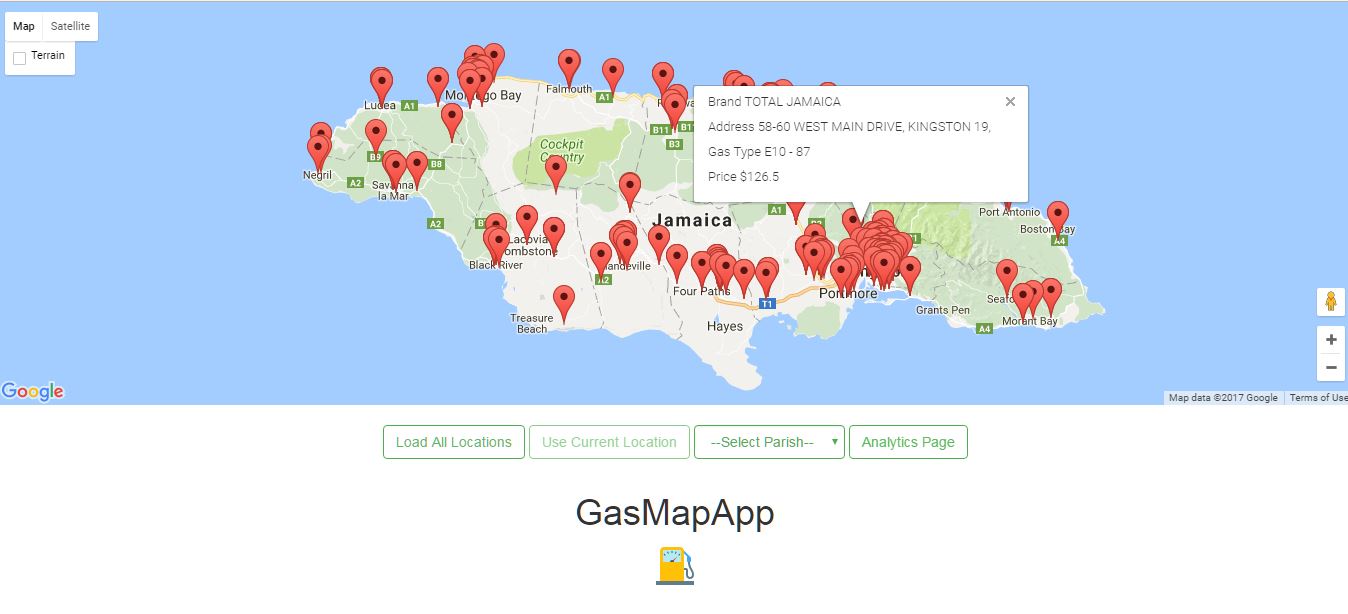 Map Satellite
Terrain
Lucea A1
Montego Bay
Falmouth
A1
B11
B3
Cockpit
Country
Negril
B9
B8
A2
Savanna
la Mar
A2
Jamaica
Brand TOTAL JAMAICA
Address 58-60 WEST MAIN DRIVE, KINGSTON 19,
Gas Type E10 - 87
Price $126.5
A1
Port Antonio
Boston Bay
A4
Lacovia
Tombstone
Black River
Mandeville
A2
Four Paths
T1
Portmore
Treasure
Beach
Hayes
Grants Pen
A4
Morant Bay
Google
Map data ©2017 Google
Terms of Use
Load All Locations
Use Current Location
--Select Parish--
Analytics Page
GasMapApp